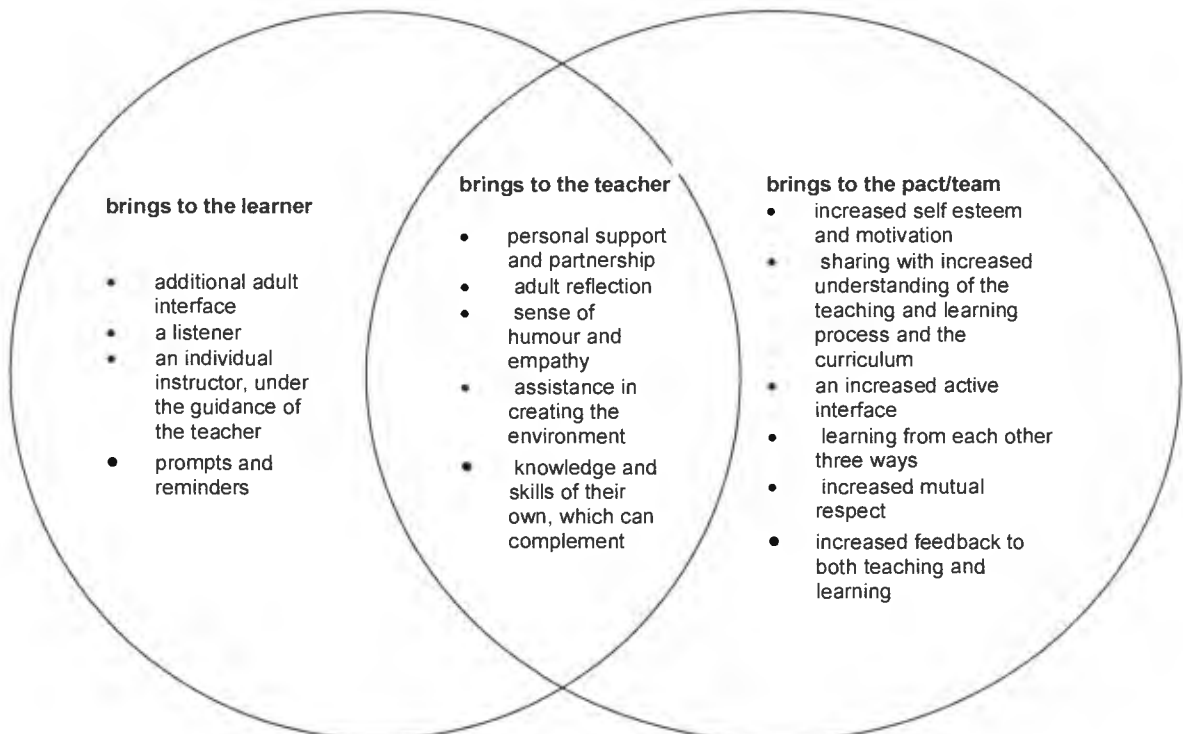 brings to the learner
• additional adult
interface
• a listener
• an individual
instructor, under
the guidance of
the teacher
• prompts and
reminders
brings to the teacher
• personal support
and partnership
• adult reflection
• sense of
humour and
empathy
• assistance in
creating the
environment
• knowledge and
skills of their
own, which can
complement
brings to the pact/team
• increased self esteem
and motivation
• sharing with increased
understanding of the
teaching and learning
process and the
curriculum
• an increased active
interface
• learning from each other
three ways
• increased mutual
respect
• increased feedback to
both teaching and
learning